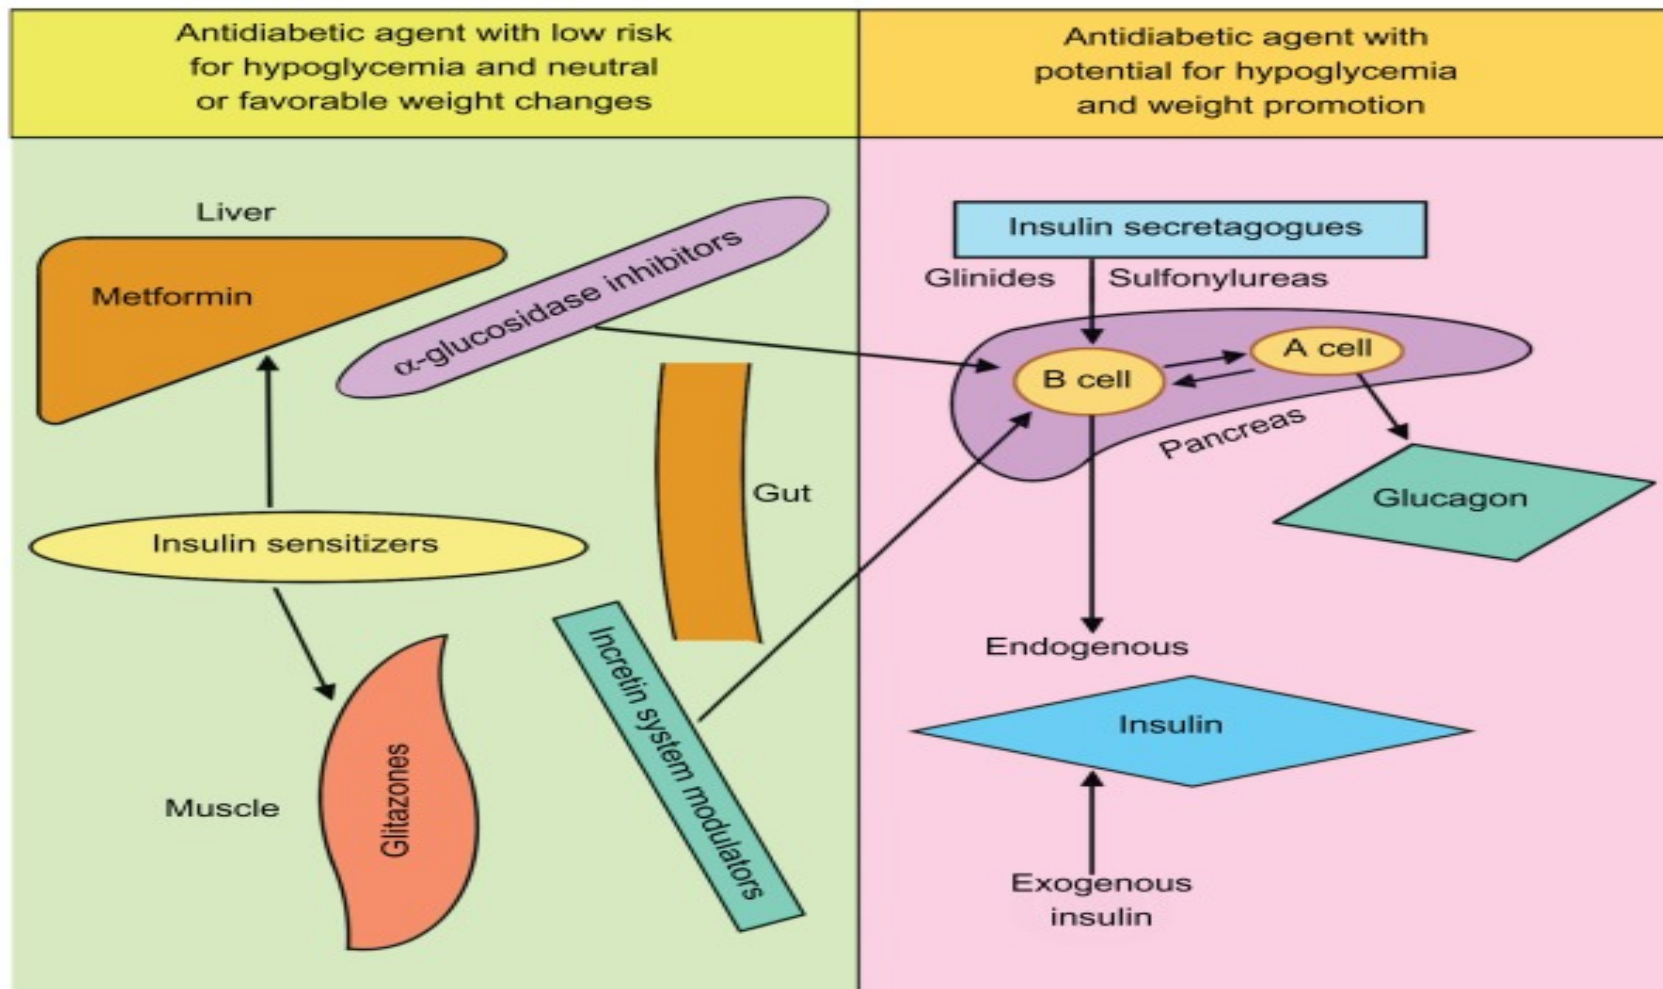 Antidiabetic agent with low risk
for hypoglycemia and neutral
or favorable weight changes
Antidiabetic agent with
potential for hypoglycemia
and weight promotion
Liver
Metformin
α-glucosidase inhibitors
Gut
Insulin sensitizers
Incretin system modulators
Muscle
Glitazones
Insulin secretagogues
Glinides
Sulfonylureas
B cell
A cell
Pancreas
Glucagon
Endogenous
Insulin
Exogenous
insulin